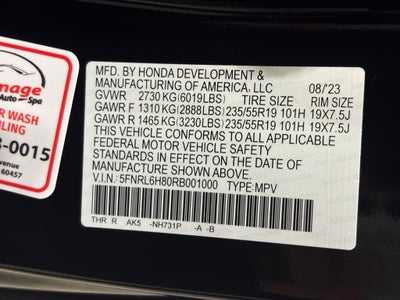 mage
Auto Spa
R WASH
ILING
8-0015
venue
60457
MFD. BY HONDA DEVELOPMENT &
MANUFACTURING OF AMERICA, LLC 08/'23
GVWR 2730 KG(6019LBS) TIRE SIZE RIM SIZE
GAWR F 1310 KG(2888LBS) 235/55R19 101H 19X7.5J
GAWR R 1465 KG(3230LBS) 235/55R19 101H 19X7.5J
THIS VEHICLE CONFORMS TO ALL APPLICABLE
FEDERAL MOTOR VEHICLE SAFETY
STANDARDS IN EFFECT ON THE DATE OF
MANUFACTURE SHOWN ABOVE.
V.I.N.: 5FNRL6H80RB001000 TYPE: MPV
THR R AK5 -NH731P -A -B